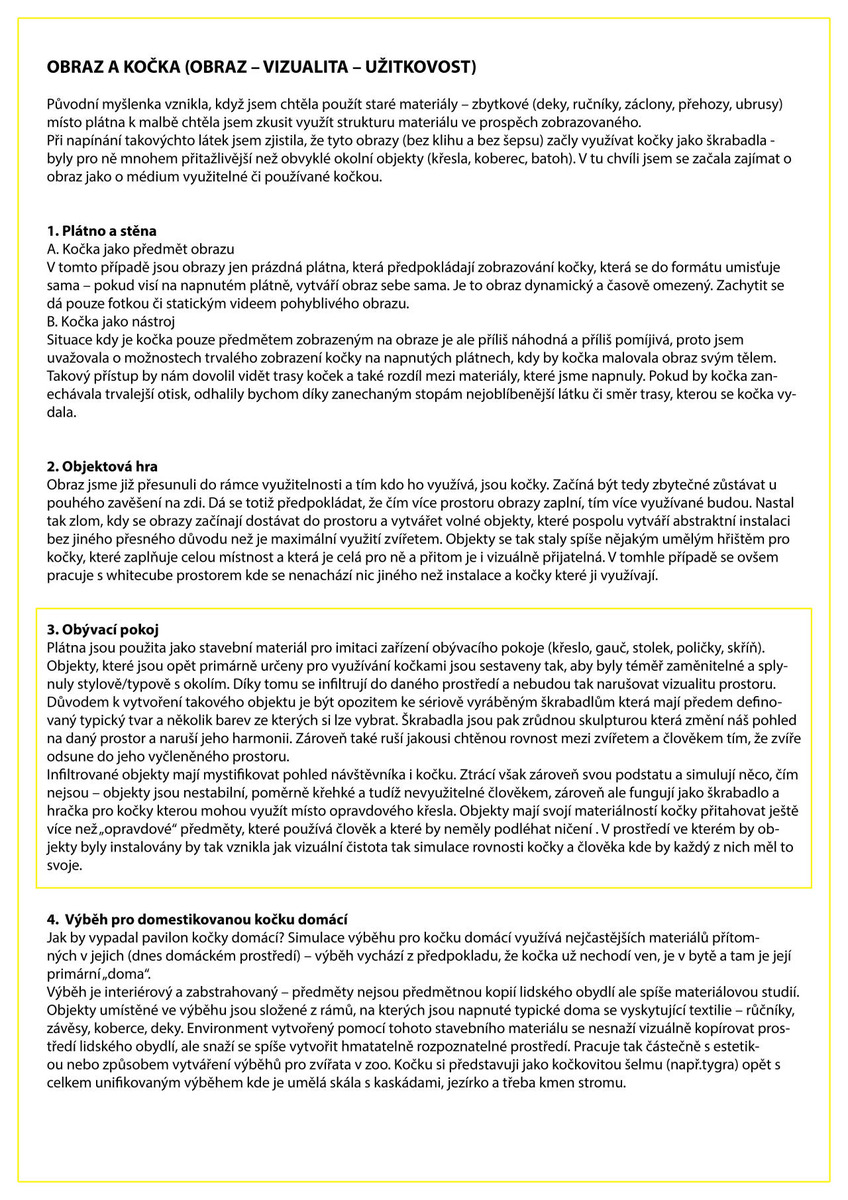 OBRAZ A KOČKA (OBRAZ – VIZUALITA – UŽITKOVOST)
Původní myšlenka vznikla, když jsem chtěla použít staré materiály – zbytkové (deky, ručníky, záclony, přehozy, ubrusy)
místo plátna k malbě chtěla jsem zkusit využít strukturu materiálu ve prospěch zobrazovaného.
Při napínání takovýchto látek jsem zjistila, že tyto obrazy (bez klihu a bez šepsu) začly využívat kočky jako škrabadla -
byly pro ně mnohem přitažlivější než obvyklé okolní objekty (křesla, koberec, batoh). V tu chvíli jsem se začala zajímat o
obraz jako o médium využitelné či používané kočkou.
1. Plátno a stěna
A. Kočka jako předmět obrazu
V tomto případě jsou obrazy jen prázdná plátna, která předpokládají zobrazování kočky, která se do formátu umisťuje
sama – pokud visí na napnutém plátně, vytváří obraz sebe sama. Je to obraz dynamický a časově omezený. Zachytit se
dá pouze fotkou či statickým videem pohyblivého obrazu.
B. Kočka jako nástroj
Situace kdy je kočka pouze předmětem zobrazeným na obraze je ale příliš náhodná a příliš pomíjivá, proto jsem
uvažovala o možnostech trvalého zobrazení kočky na napnutých plátnech, kdy by kočka malovala obraz svým tělem.
Takový přístup by nám dovolil vidět trasy koček a také rozdíl mezi materiály, které jsme napnuly. Pokud by kočka zan-
echávala trvalejší otisk, odhalily bychom díky zanechaným stopám nejoblíbenější látku či směr trasy, kterou se kočka vy-
dala.
2. Objektová hra
Obraz jsme již přesunuli do rámce využitelnosti a tím kdo ho využívá, jsou kočky. Začíná být tedy zbytečné zůstávat u
pouhého zavěšení na zdi. Dá se totiž předpokládat, že čím více prostoru obrazy zaplní, tím více využívané budou. Nastal
tak zlom, kdy se obrazy začínají dostávat do prostoru a vytvářet volné objekty, které pospolu vytváří abstraktní instalaci
bez jiného přesného důvodu než je maximální využití zvířetem. Objekty se tak staly spíše nějakým umělým hřištěm pro
kočky, které zaplňuje celou místnost a která je celá pro ně a přitom je i vizuálně přijatelná. V tomhle případě se ovšem
pracuje s whitecube prostorem kde se nenachází nic jiného než instalace a kočky které ji využívají.
3. Obývací pokoj
Plátna jsou použita jako stavební materiál pro imitaci zařízení obývacího pokoje (křeslo, gauč, stolek, poličky, skříň).
Objekty, které jsou opět primárně určeny pro využívání kočkami jsou sestaveny tak, aby byly téměř zaměnitelné a sply-
nuly stylově/typově s okolím. Díky tomu se infiltrují do daného prostředí a nebudou tak narušovat vizualitu prostoru.
Důvodem k vytvoření takového objektu je být opozitem ke sériově vyráběným škrabadlům která mají předem defino-
vaný typický tvar a několik barev ze kterých si lze vybrat. Škrabadla jsou pak zrůdnou skulpturou která změní náš pohled
na daný prostor a naruší jeho harmonii. Zároveň také ruší jakousi chtěnou rovnost mezi zvířetem a člověkem tím, že zvíře
odsune do jeho vyčleněného prostoru.
Infiltrované objekty mají mystifikovat pohled návštěvníka i kočku. Ztrácí však zároveň svou podstatu a simulují něco, čím
nejsou – objekty jsou nestabilní, poměrně křehké a tudíž nevyužitelné člověkem, zároveň ale fungují jako škrabadlo a
hračka pro kočky kterou mohou využít místo opravdového křesla. Objekty mají svojí materiálností kočky přitahovat ještě
více než „opravdové“ předměty, které používá člověk a které by neměly podléhat ničení . V prostředí ve kterém by ob-
jekty byly instalovány by tak vznikla jak vizuální čistota tak simulace rovnosti kočky a člověka kde by každý z nich měl to
svoje.
4.  Výběh pro domestikovanou kočku domácí
Jak by vypadal pavilon kočky domácí? Simulace výběhu pro kočku domácí využívá nejčastějších materiálů přítom-
ných v jejich (dnes domáckém prostředí) – výběh vychází z předpokladu, že kočka už nechodí ven, je v bytě a tam je její
primární „doma“.
Výběh je interiérový a zabstrahovaný – předměty nejsou předmětnou kopií lidského obydlí ale spíše materiálovou studií.
Objekty umístěné ve výběhu jsou složené z rámů, na kterých jsou napnuté typické doma se vyskytující textilie – růčníky,
závěsy, koberce, deky. Environment vytvořený pomocí tohoto stavebního materiálu se nesnaží vizuálně kopírovat pros-
tředí lidského obydlí, ale snaží se spíše vytvořit hmatatelně rozpoznatelné prostředí. Pracuje tak částečně s estetik-
ou nebo způsobem vytváření výběhů pro zvířata v zoo. Kočku si představuji jako kočkovitou šelmu (např.tygra) opět s
celkem unifikovaným výběhem kde je umělá skála s kaskádami, jezírko a třeba kmen stromu.